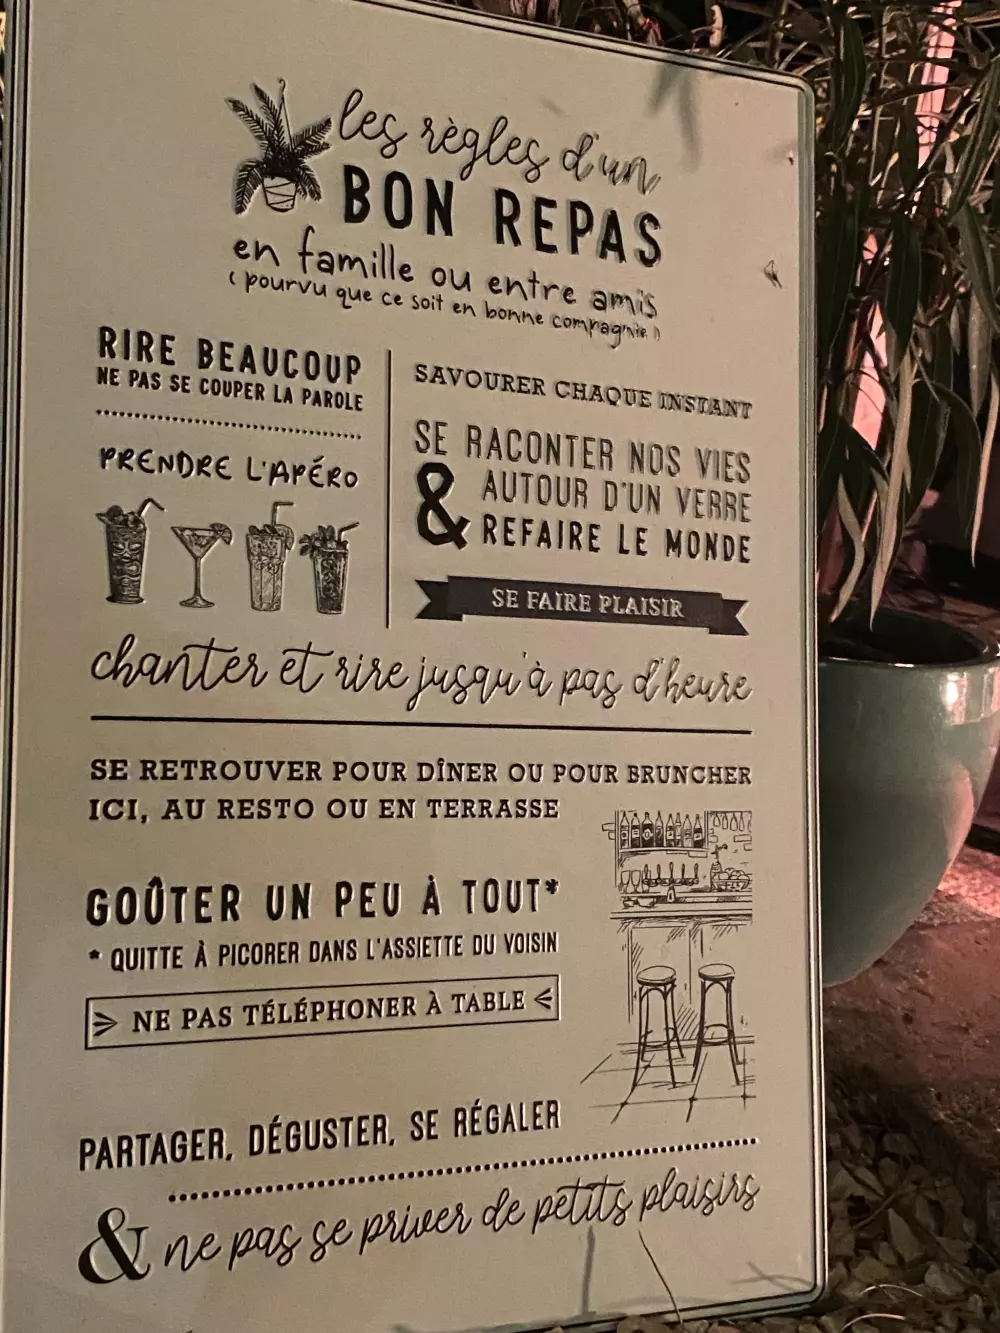 les règles d'un
BON REPAS
en famille ou entre amis
(pourvu que ce soit en bonne compagnie)
RIRE BEAUCOUP
NE PAS SE COUPER LA PAROLE
PRENDRE L'APÉRO
SAVOURER CHAQUE INSTANT
SE RACONTER NOS VIES
AUTOUR D'UN VERRE
& REFAIRE LE MONDE
SE FAIRE PLAISIR
chanter et rire jusqu'à pas d'heure
SE RETROUVER POUR DÎNER OU POUR BRUNCHER
ICI, AU RESTO OU EN TERRASSE
GOÛTER UN PEU À TOUT*
* QUITTE À PICORER DANS L'ASSIETTE DU VOISIN
NE PAS TÉLÉPHONER À TABLE
PARTAGER, DÉGUSTER, SE RÉGALER
& ne pas se priver de petits plaisirs